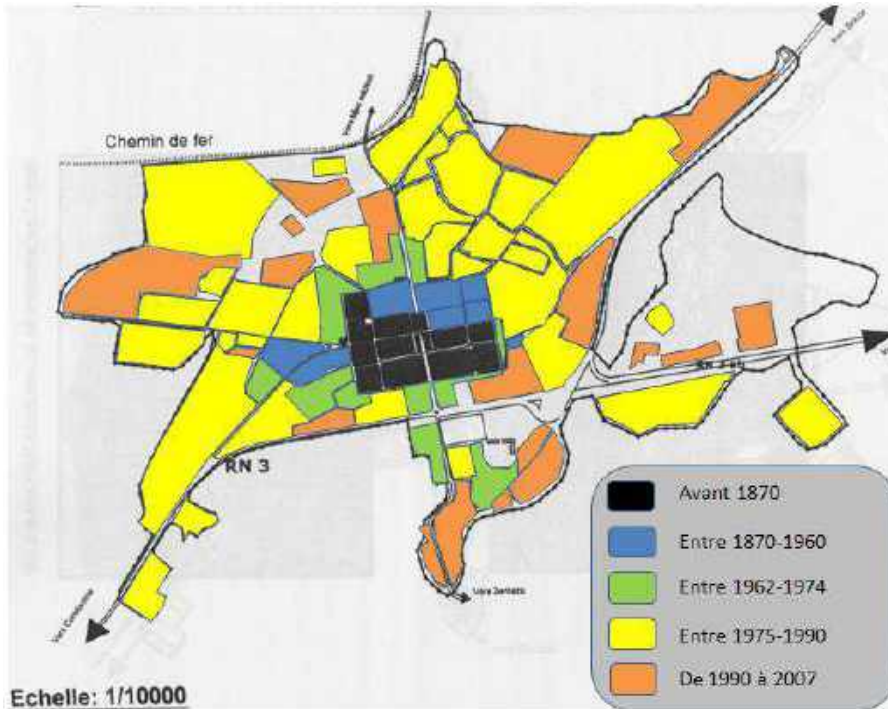 Chemin de fer
RN 3
Avant 1870
Entre 1870-1960
Entre 1962-1974
Entre 1975-1990
De 1990 à 2007
Echelle: 1/10000